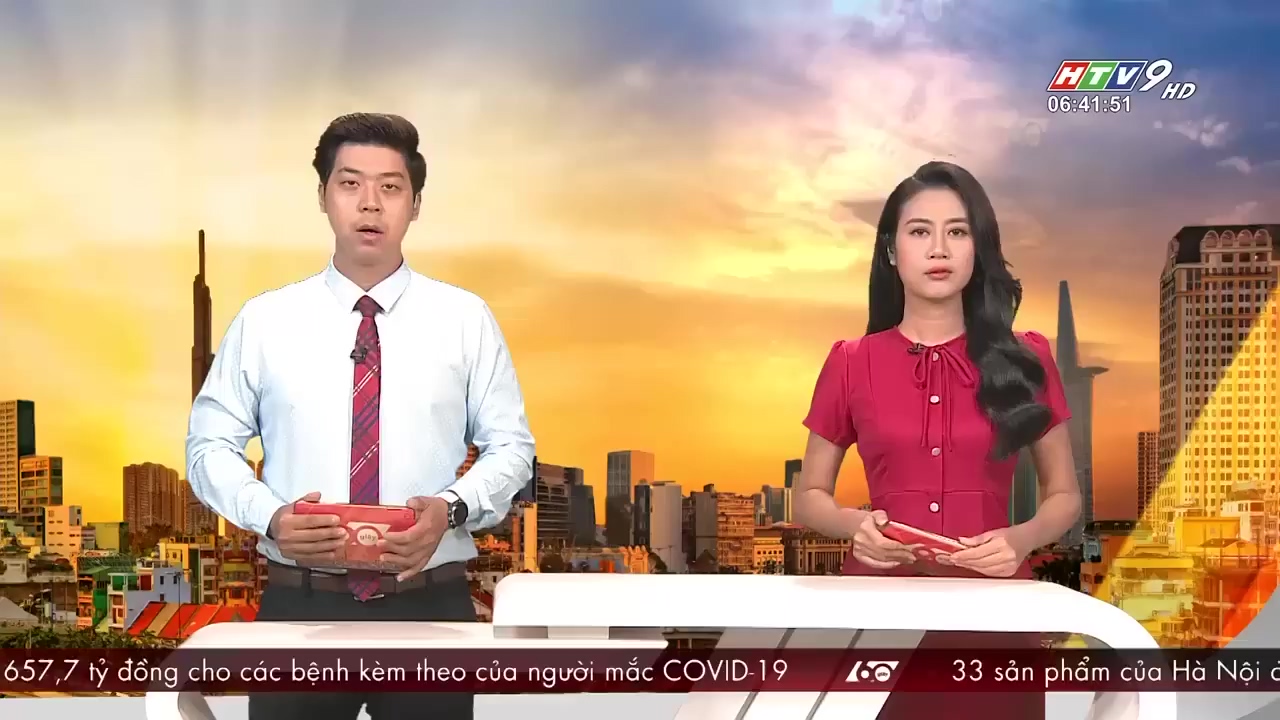 HTV9 HD
06:41:51
657,7 tỷ đồng cho các bệnh kèm theo của người mắc COVID-19 60 33 sản phẩm của Hà Nội